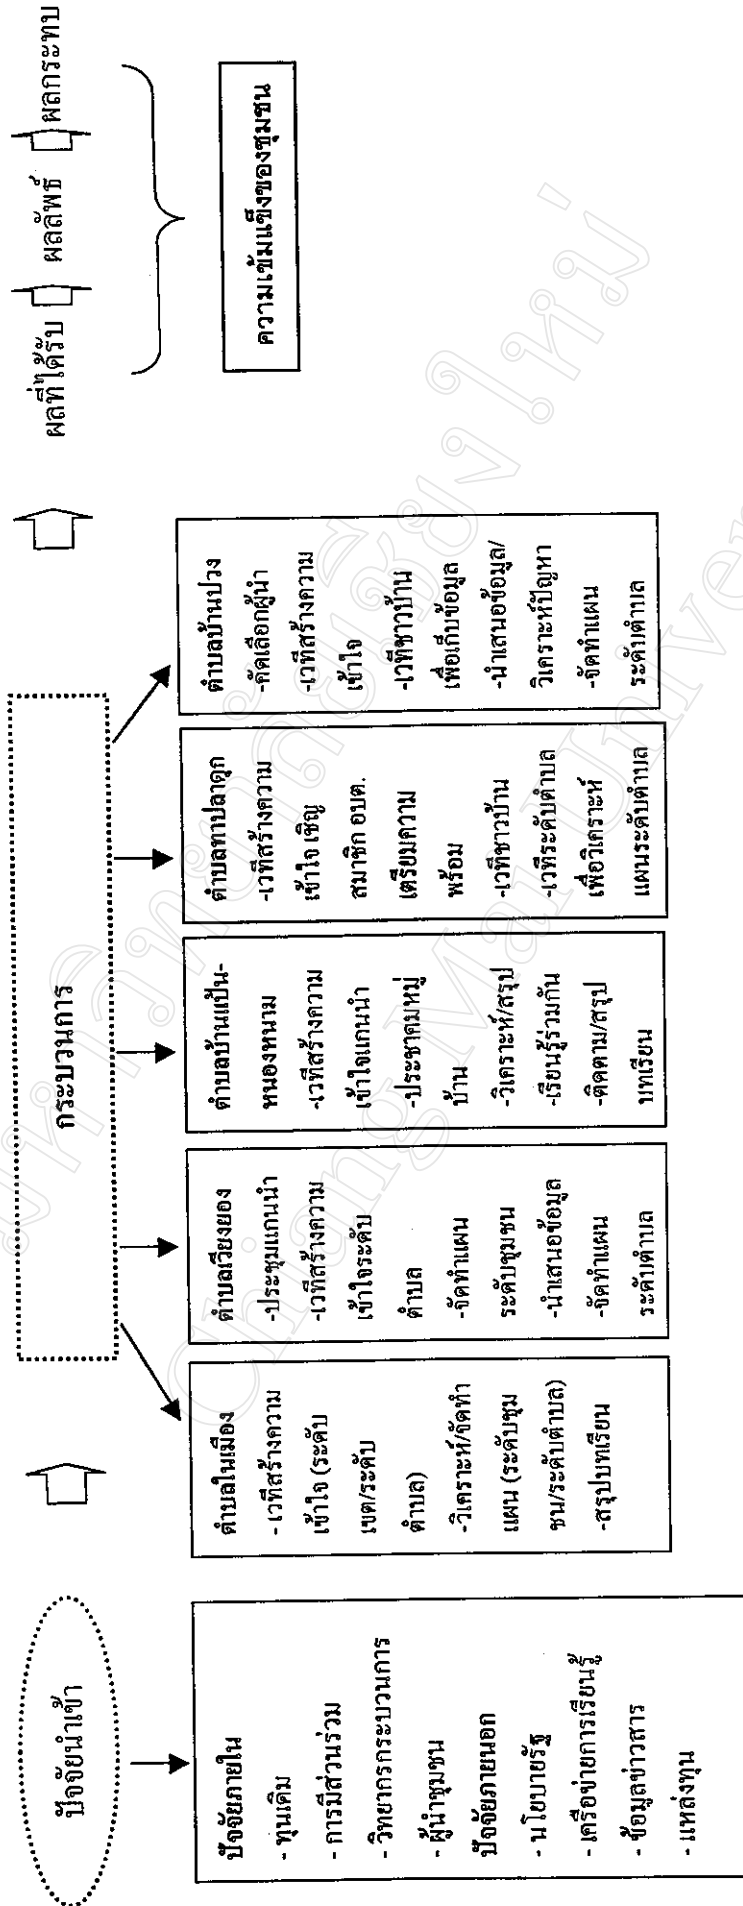 ปัจจัยนำเข้า
ปัจจัยภายใน
- ทุนเดิม
- การมีส่วนร่วม
- วิทยากรกระบวนการ
- ผู้นำชุมชน
ปัจจัยภายนอก
- นโยบายรัฐ
- เครือข่ายการเรียนรู้
- ข้อมูลข่าวสาร
- แหล่งทุน
กระบวนการ
ตำบลในเมือง
- เวทีสร้างความ
เข้าใจ (ระดับ
เขต/ระดับ
ตำบล)
-วิเคราะห์/จัดทำ
แผน (ระดับชุม
ชน/ระดับตำบล)
-สรุปบทเรียน
ตำบลเวียงยอง
-ประชุมแกนนำ
-เวทีสร้างความ
เข้าใจระดับ
ตำบล
-จัดทำแผน
ระดับชุมชน
-นำเสนอข้อมูล
-จัดทำแผน
ระดับตำบล
ตำบลบ้านแป้น-
หนองหนาม
-เวทีสร้างความ
เข้าใจแกนนำ
-ประชาคมหมู่
บ้าน
-วิเคราะห์/สรุป
-เรียนรู้ร่วมกัน
-ติดตาม/สรุป
บทเรียน
ตำบลทาปลาดุก
-เวทีสร้างความ
เข้าใจ เชิญ
สมาชิก อบต.
เตรียมความ
พร้อม
-เวทีชาวบ้าน
-เวทีระดับตำบล
เพื่อวิเคราะห์
แผนระดับตำบล
ตำบลบ้านปวง
-คัดเลือกผู้นำ
-เวทีสร้างความ
เข้าใจ
-เวทีชาวบ้าน
เพื่อเก็บข้อมูล
-นำเสนอข้อมูล/
วิเคราะห์ปัญหา
-จัดทำแผน
ระดับตำบล
ผลที่ได้รับ
ผลลัพธ์
ผลกระทบ
ความเข้มแข็งของชุมชน
มหาวิทยาลัยเชียงใหม่
Chiang Mai Univer